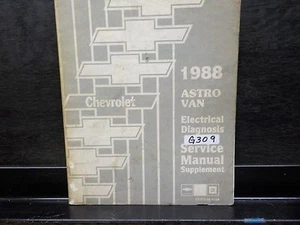 1988
ASTRO
VAN
Chevrolet
Electrical
Diagnosis
G309
Service
Manual
Supplement